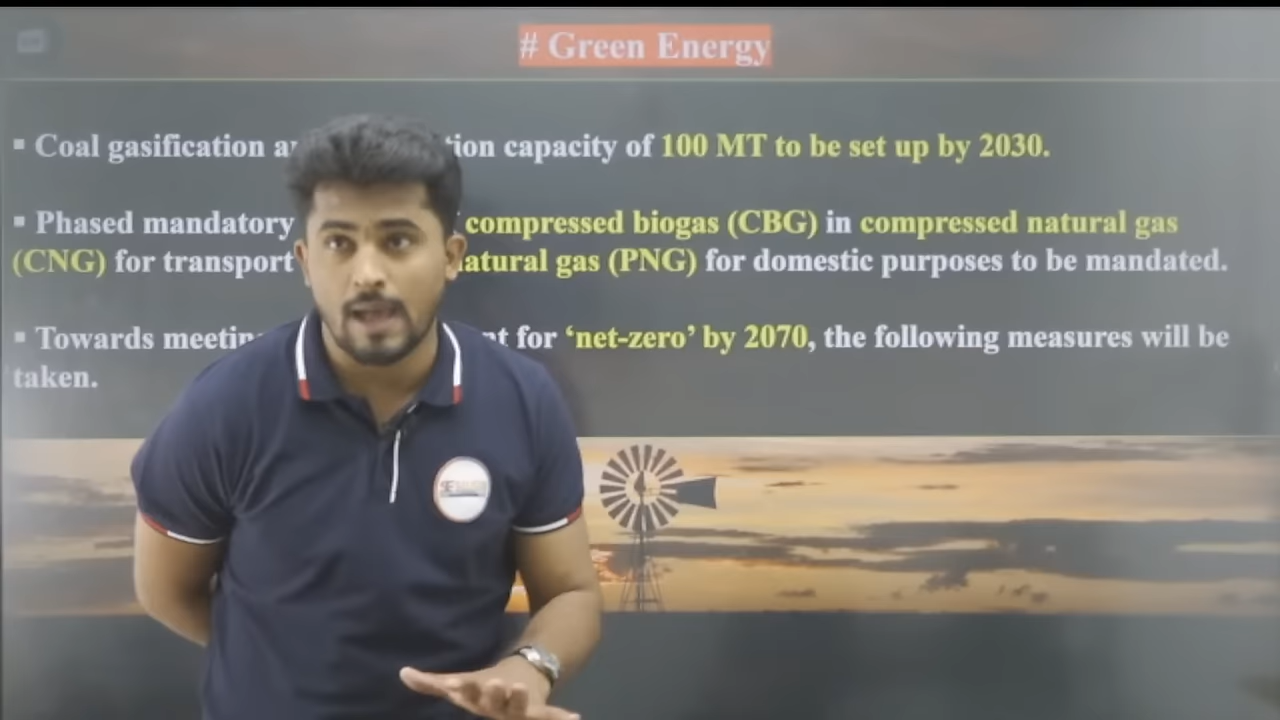 # Green Energy
▪ Coal gasification tion capacity of 100 MT to be set up by 2030.
▪ Phased mandatory compressed biogas (CBG) in compressed natural gas
(CNG) for transport atural gas (PNG) for domestic purposes to be mandated.
▪ Towards meetin nt for ‘net-zero’ by 2070, the following measures will be
taken.